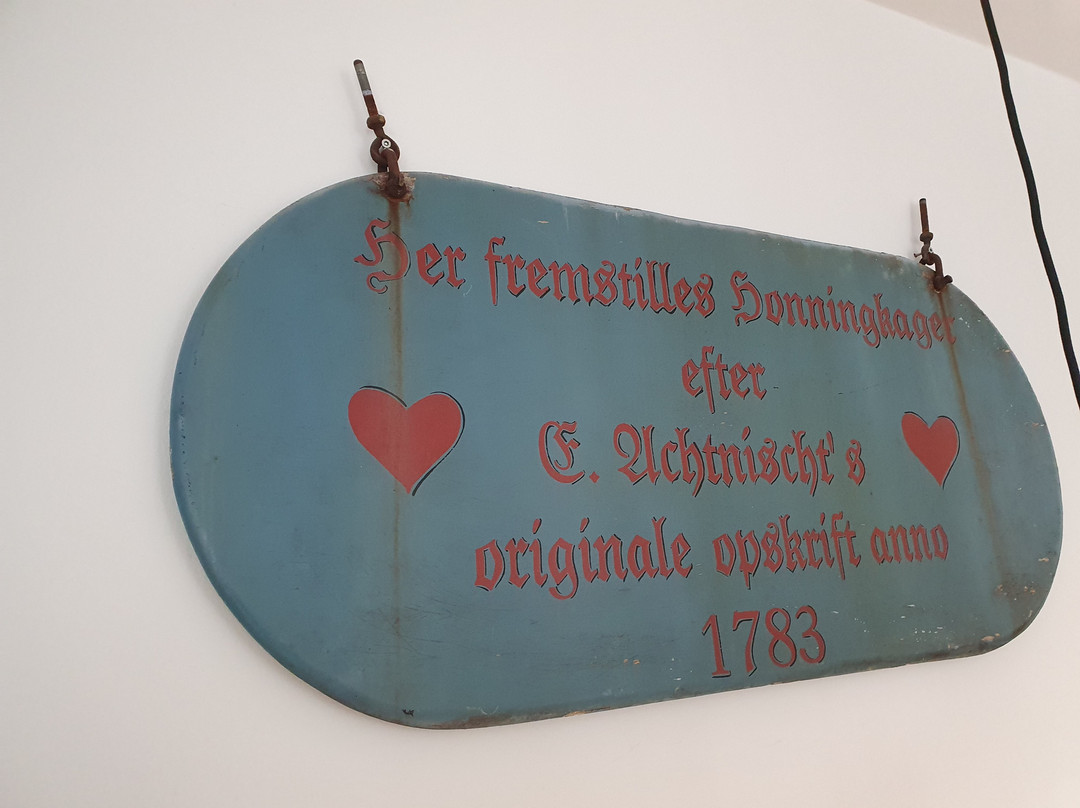 Her fremstilles Honningkager
efter
E. Achtnischt's
originale opskrift anno
1783